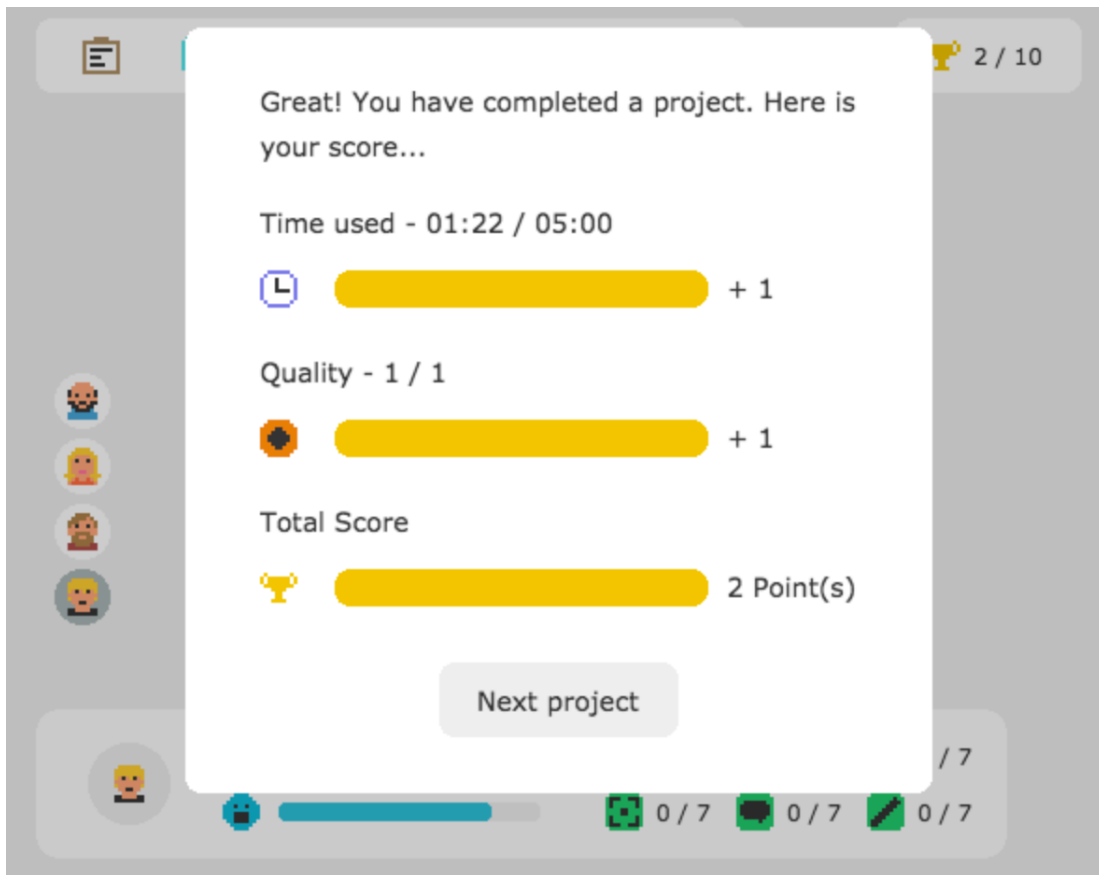 2 / 10
Great! You have completed a project. Here is
your score...
Time used - 01:22 / 05:00
+ 1
Quality - 1 / 1
+ 1
Total Score
2 Point(s)
Next project
/ 7
0 / 7 0 / 7 0 / 7